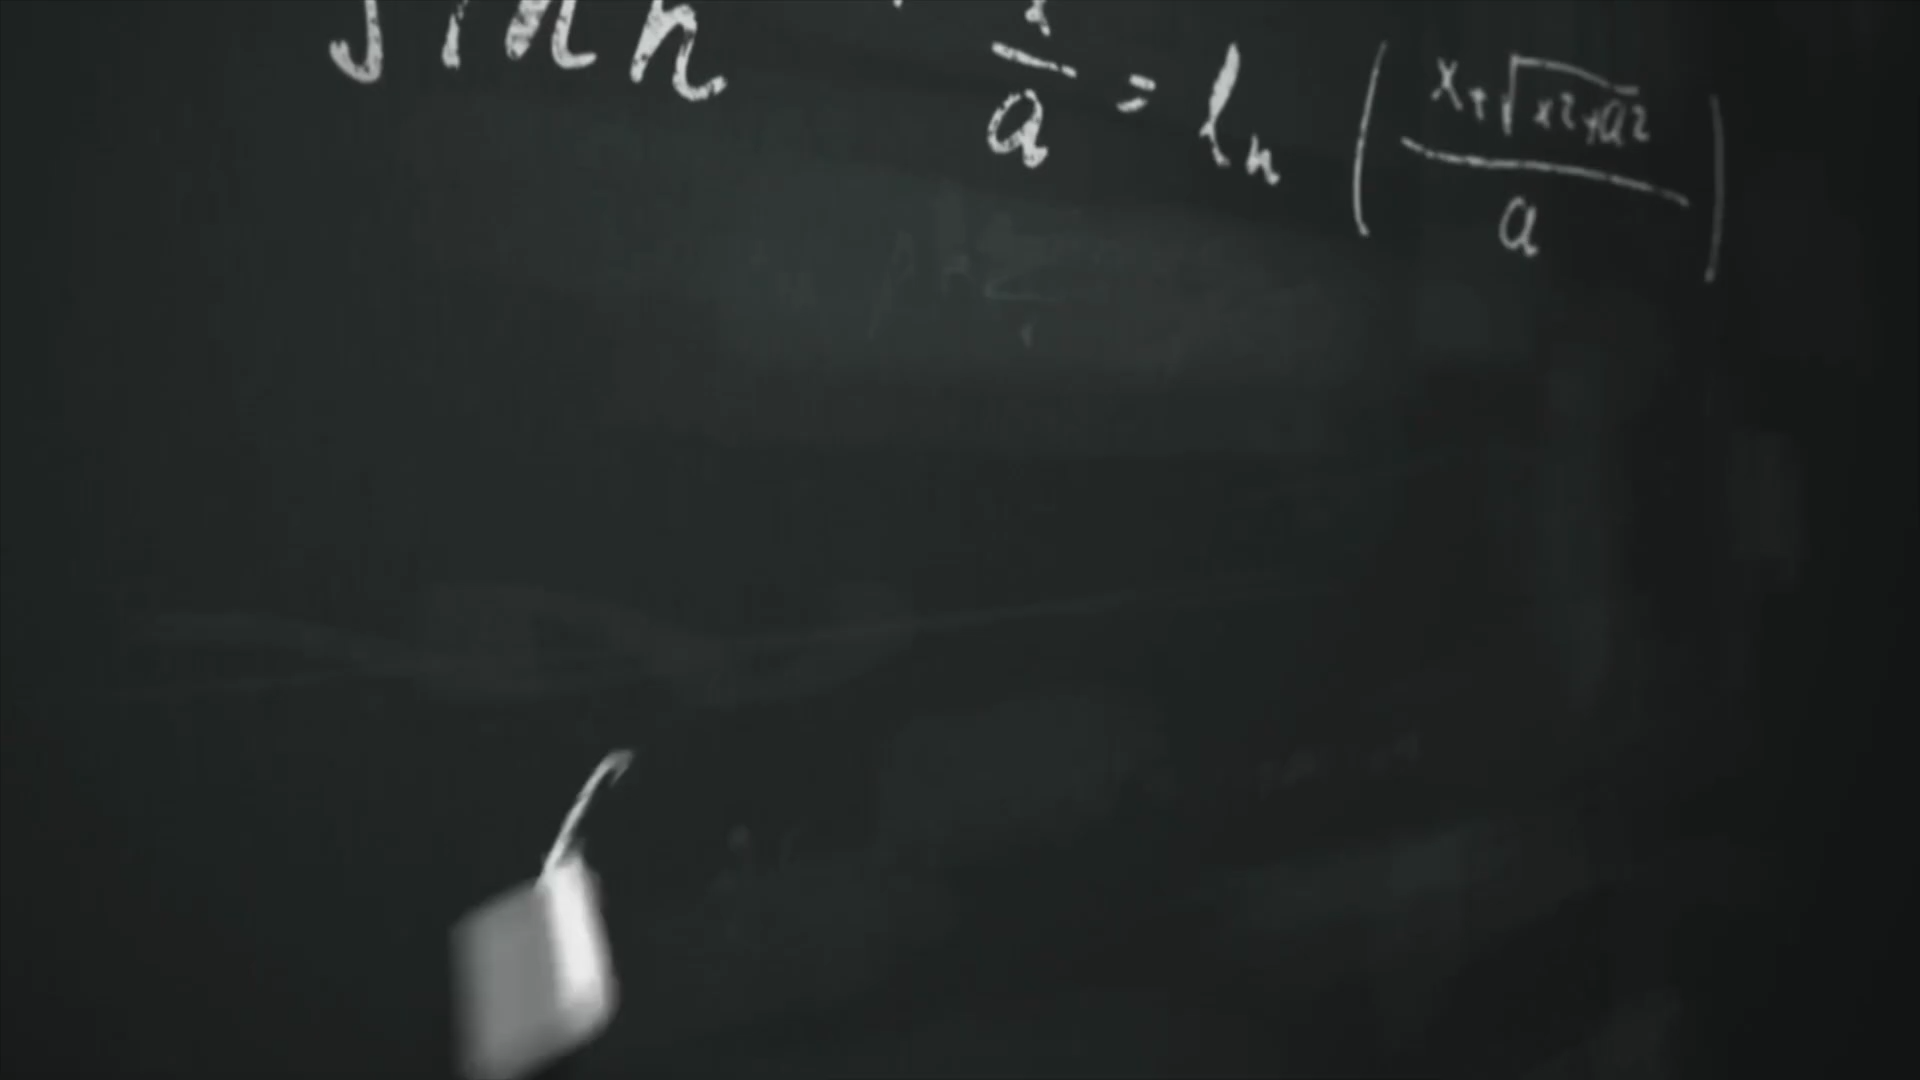 sinh x/a = ln (x+√x2+a2/a)